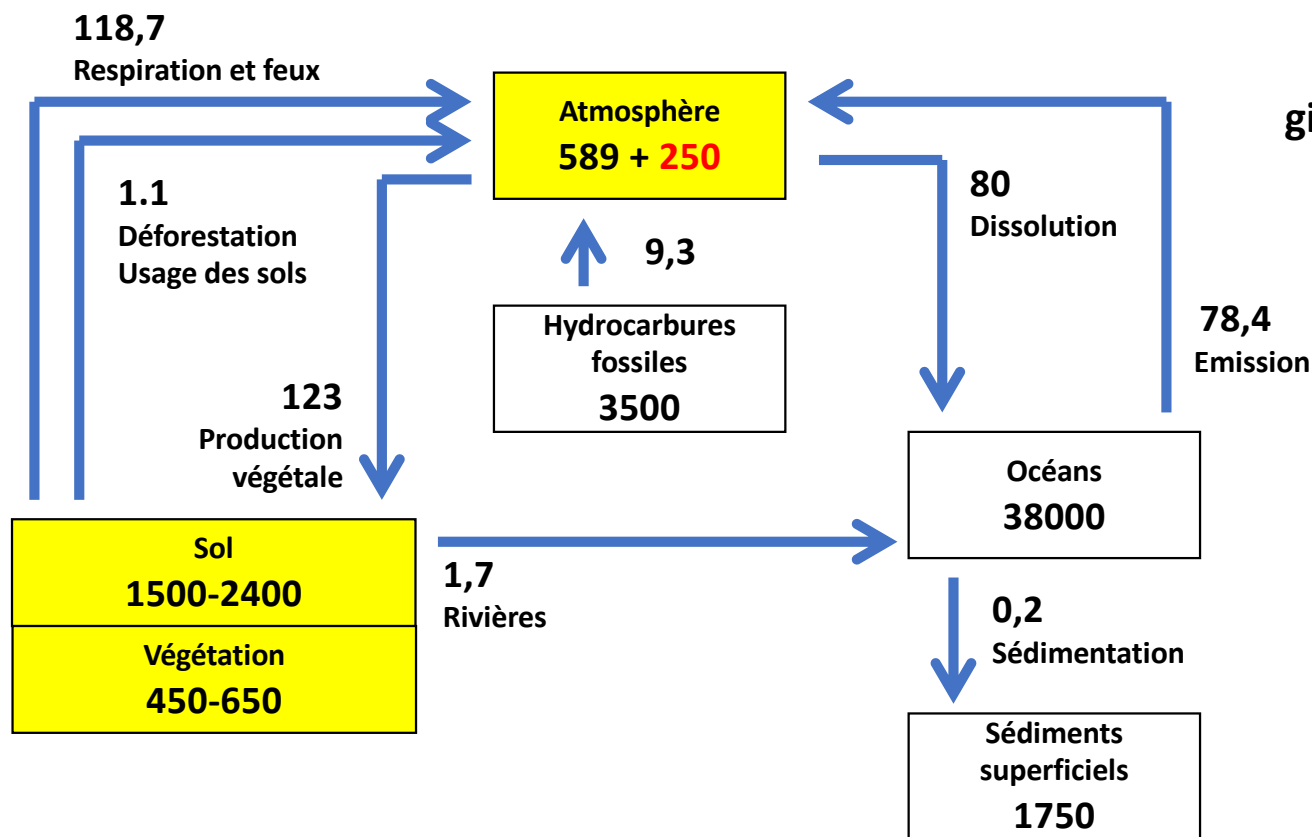 118,7
Respiration et feux
Atmosphère
589 + 250
gi
1.1
Déforestation
Usage des sols
80
Dissolution
9,3
Hydrocarbures
fossiles
3500
78,4
Emission
123
Production
végétale
Océans
38000
Sol
1500-2400
1,7
Rivières
Végétation
450-650
0,2
Sédimentation
Sédiments
superficiels
1750